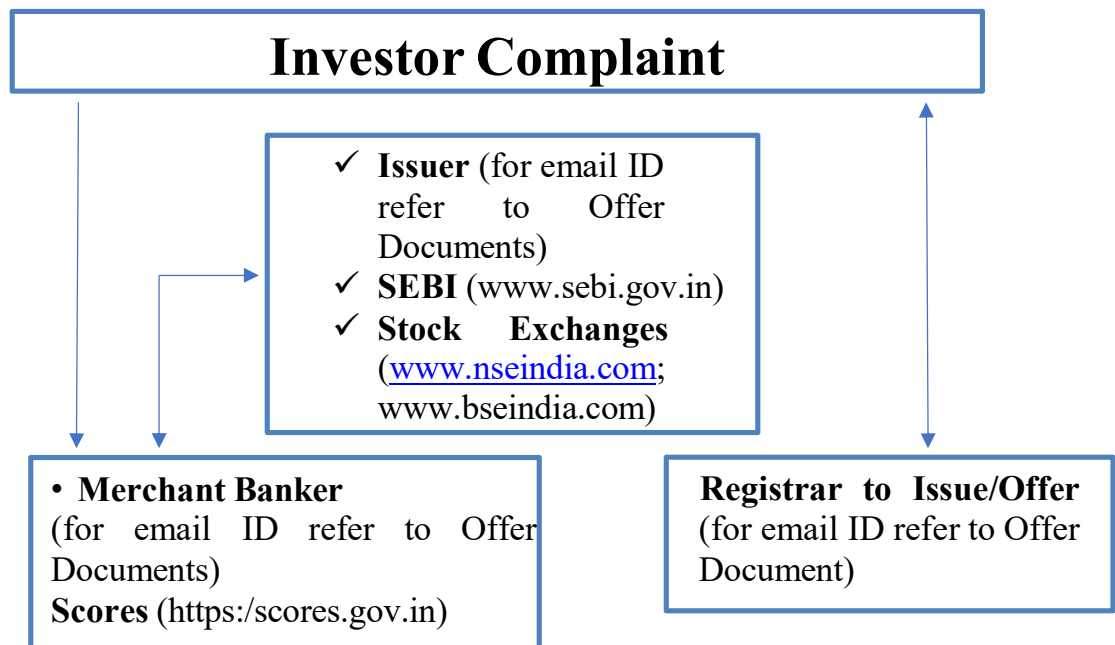 Investor Complaint
✓ Issuer (for email ID
refer to Offer
Documents)
✓ SEBI (www.sebi.gov.in)
✓ Stock Exchanges
(www.nseindia.com;
www.bseindia.com)
• Merchant Banker
(for email ID refer to Offer
Documents)
Scores (https:/scores.gov.in)
Registrar to Issue/Offer
(for email ID refer to Offer
Document)